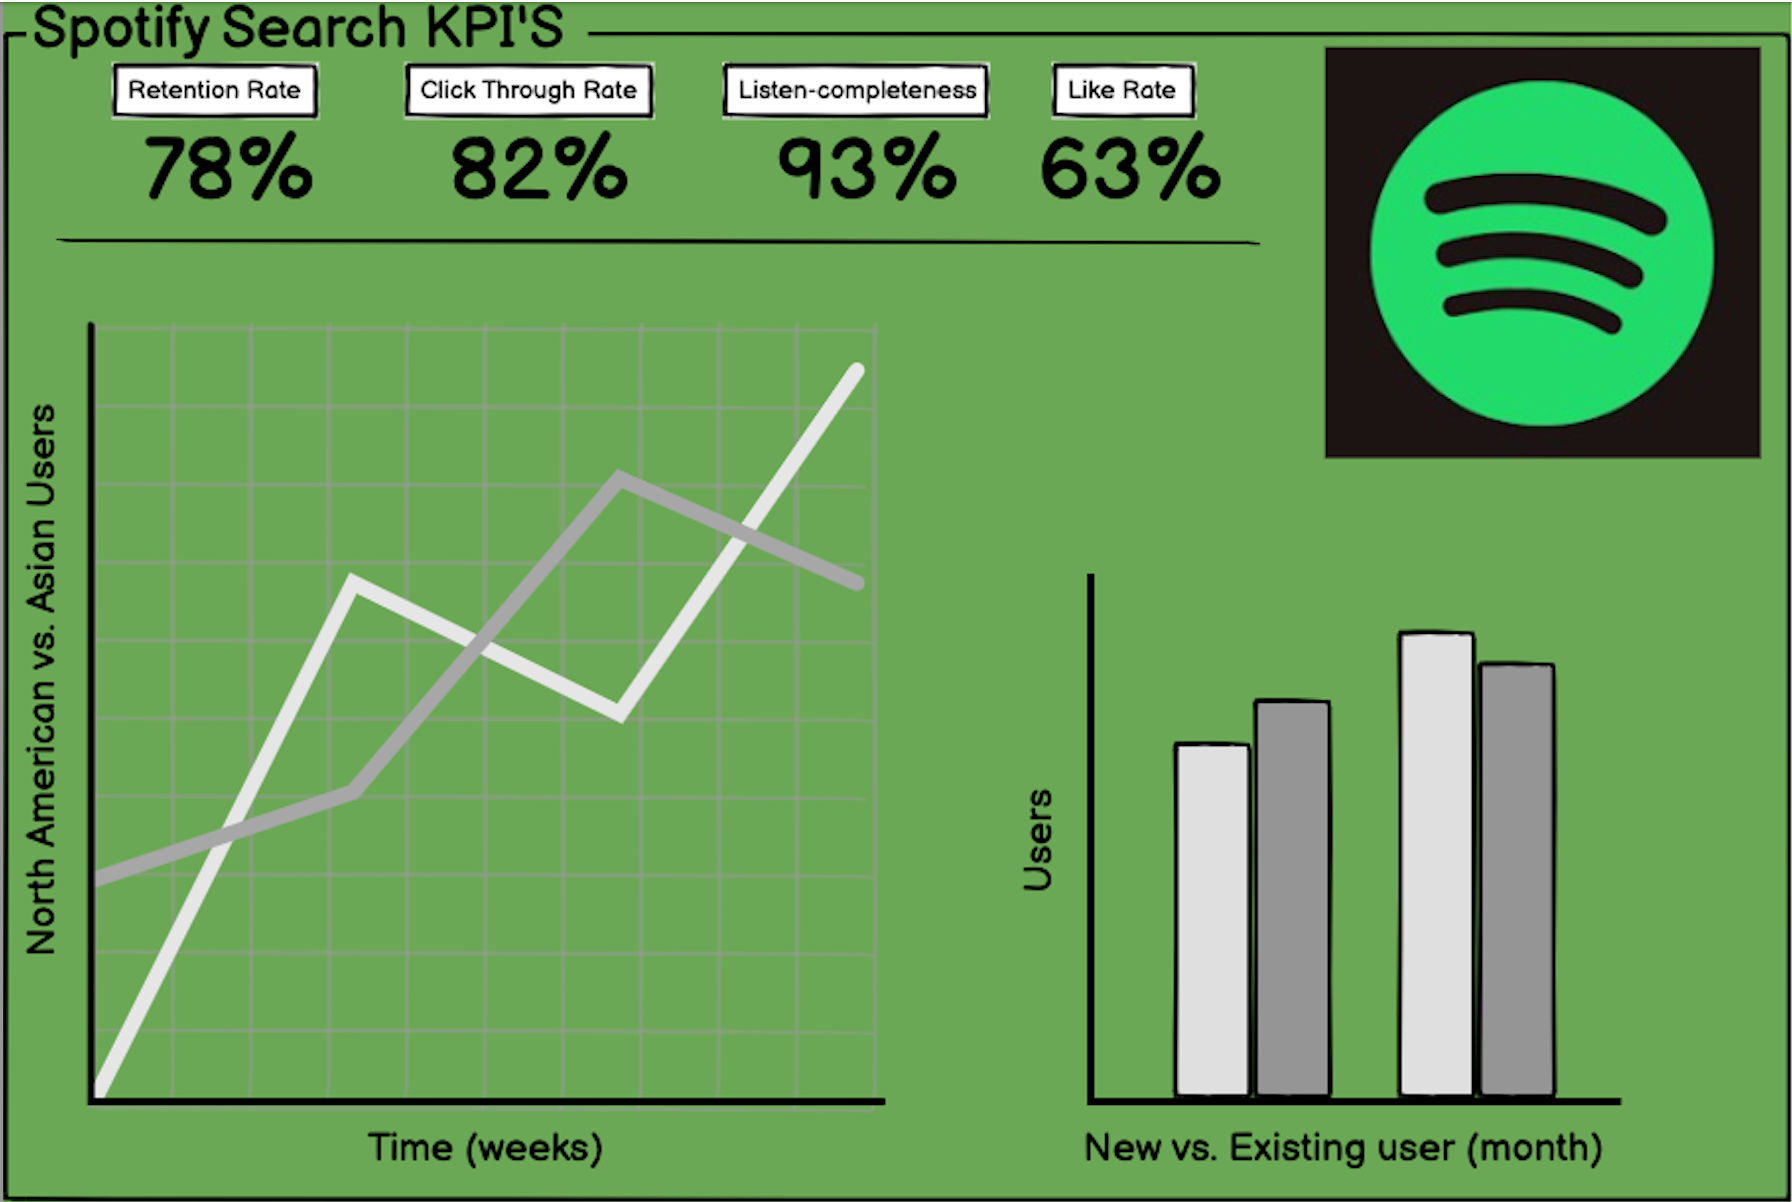 Spotify Search KPI'S
Retention Rate
Click Through Rate
Listen-completeness
Like Rate
78%
82%
93%
63%
North American vs. Asian Users
Time (weeks)
Users
New vs. Existing user (month)